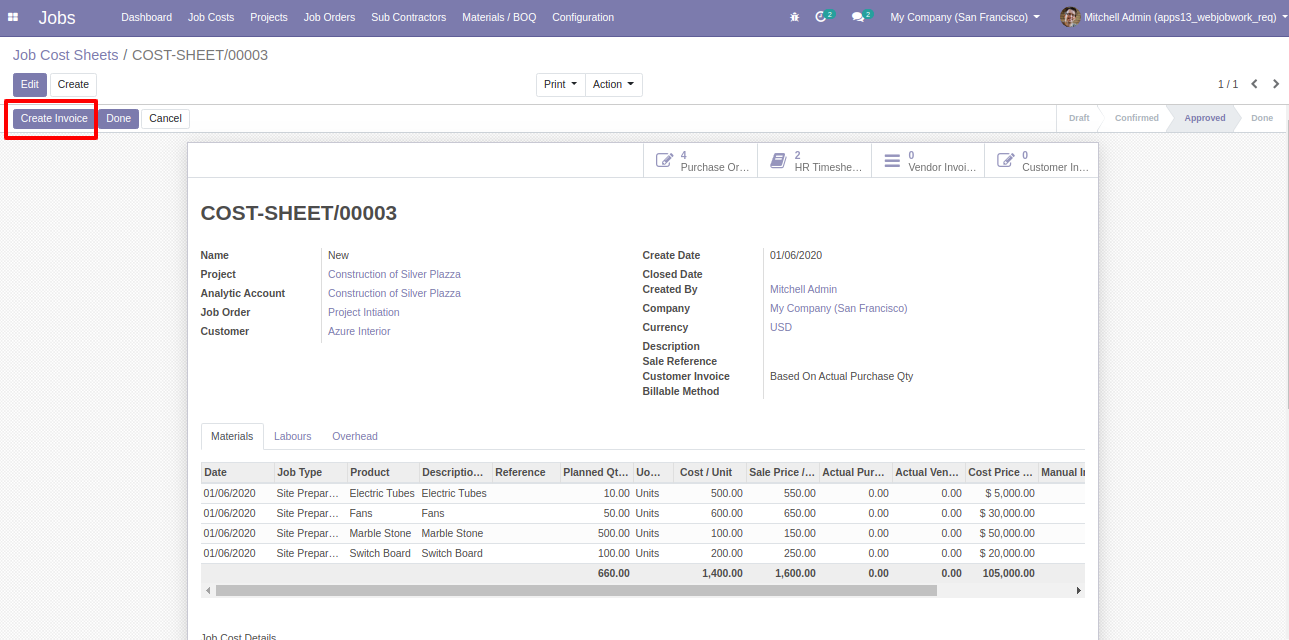 Jobs Dashboard Job Costs Projects Job Orders Sub Contractors Materials / BOQ Configuration 2 2 My Company (San Francisco) Mitchell Admin (apps13_webjobwork_req)
Job Cost Sheets / COST-SHEET/00003
Edit Create Print Action 1 / 1
Create Invoice Done Cancel Draft Confirmed Approved Done
4 Purchase Or… 2 HR Timeshe… 0 Vendor Invoi… 0 Customer In…
COST-SHEET/00003
Name New Create Date 01/06/2020
Project Construction of Silver Plazza Closed Date
Analytic Account Construction of Silver Plazza Created By Mitchell Admin
Job Order Project Intiation Company My Company (San Francisco)
Customer Azure Interior Currency USD
Description
Sale Reference
Customer Invoice Based On Actual Purchase Qty
Billable Method
Materials Labours Overhead
Date Job Type Product Descriptio… Reference Planned Qt… Uo… Cost / Unit Sale Price /… Actual Pur… Actual Ven… Cost Price … Manual In
01/06/2020 Site Prepar… Electric Tubes Electric Tubes 10.00 Units 500.00 550.00 0.00 0.00 $ 5,000.00
01/06/2020 Site Prepar… Fans Fans 50.00 Units 600.00 650.00 0.00 0.00 $ 30,000.00
01/06/2020 Site Prepar… Marble Stone Marble Stone 500.00 Units 100.00 150.00 0.00 0.00 $ 50,000.00
01/06/2020 Site Prepar… Switch Board Switch Board 100.00 Units 200.00 250.00 0.00 0.00 $ 20,000.00
660.00 1,400.00 1,600.00 0.00 0.00 105,000.00
Job Cost Details